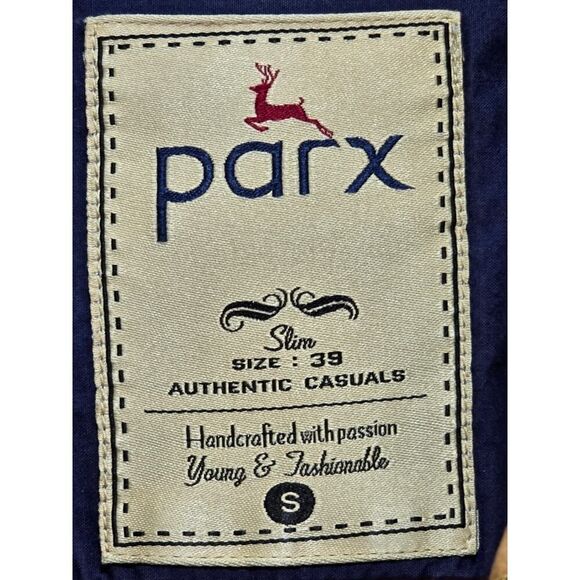 parx
Slim
SIZE : 39
AUTHENTIC CASUALS
Handcrafted with passion
Young & Fashionable
S